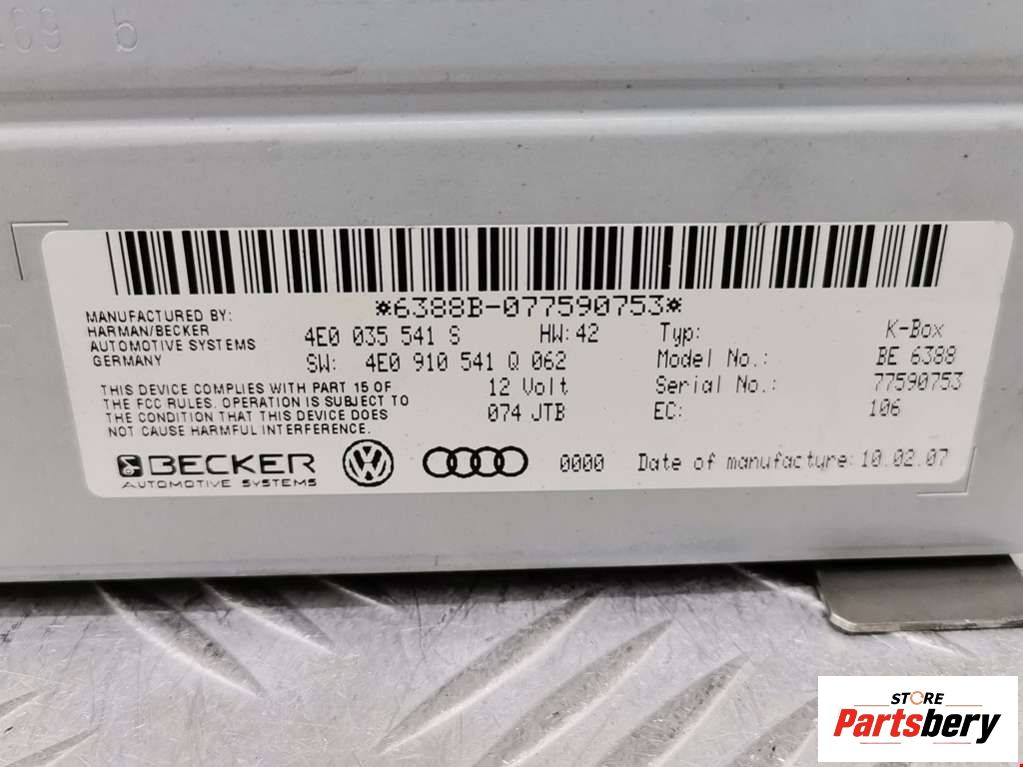 469 b
*6388B-077590753*
MANUFACTURED BY:
HARMAN/BECKER
AUTOMOTIVE SYSTEMS
GERMANY
4E0 035 541 S HW: 42
SW: 4E0 910 541 Q 062
12 Volt
074 JTB
Typ: K-Box
Model No.: BE 6388
Serial No.: 77590753
EC: 106
THIS DEVICE COMPLIES WITH PART 15 OF
THE FCC RULES. OPERATION IS SUBJECT TO
THE CONDITION THAT THIS DEVICE DOES
NOT CAUSE HARMFUL INTERFERENCE.
BECKER
AUTOMOTIVE SYSTEMS
VW
0000 Date of manufacture: 10.02.07
STORE
Partsbery